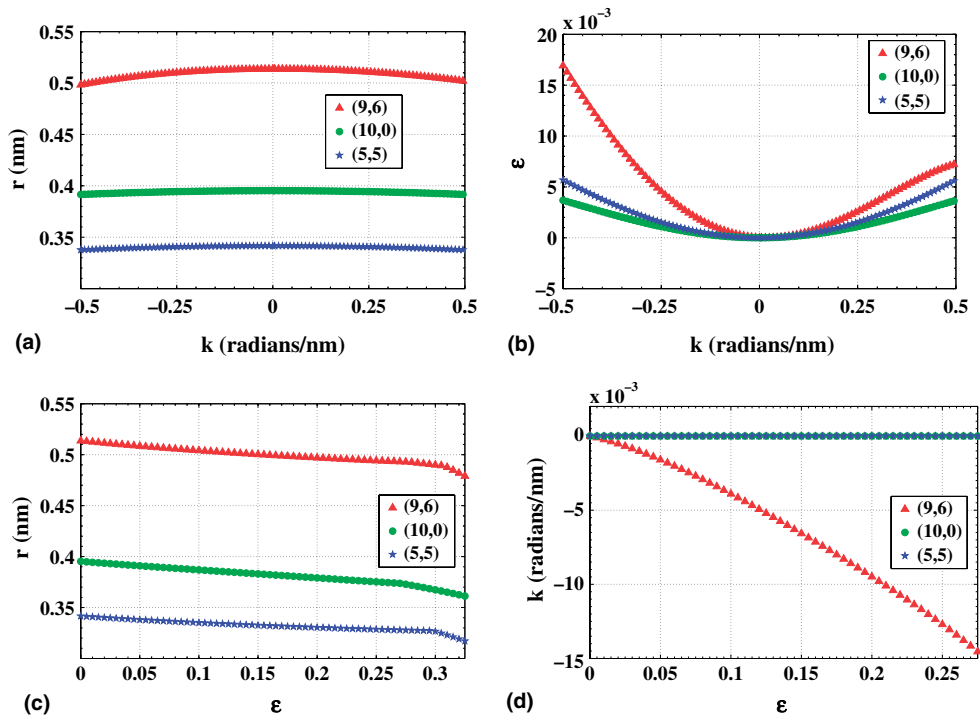 0.55
0.5
0.45
0.4
0.35
r (nm)
(9,6)
(10,0)
(5,5)
−0.5 −0.25 0 0.25 0.5
k (radians/nm)
(a)
x 10⁻³
20
15
10
5
0
−5
ε
(9,6)
(10,0)
(5,5)
−0.5 −0.25 0 0.25 0.5
k (radians/nm)
(b)
0.55
0.5
0.45
0.4
0.35
r (nm)
(9,6)
(10,0)
(5,5)
0 0.05 0.1 0.15 0.2 0.25 0.3
ε
(c)
x 10⁻³
0
−5
−10
−15
k (radians/nm)
(9,6)
(10,0)
(5,5)
0 0.05 0.1 0.15 0.2 0.25
ε
(d)